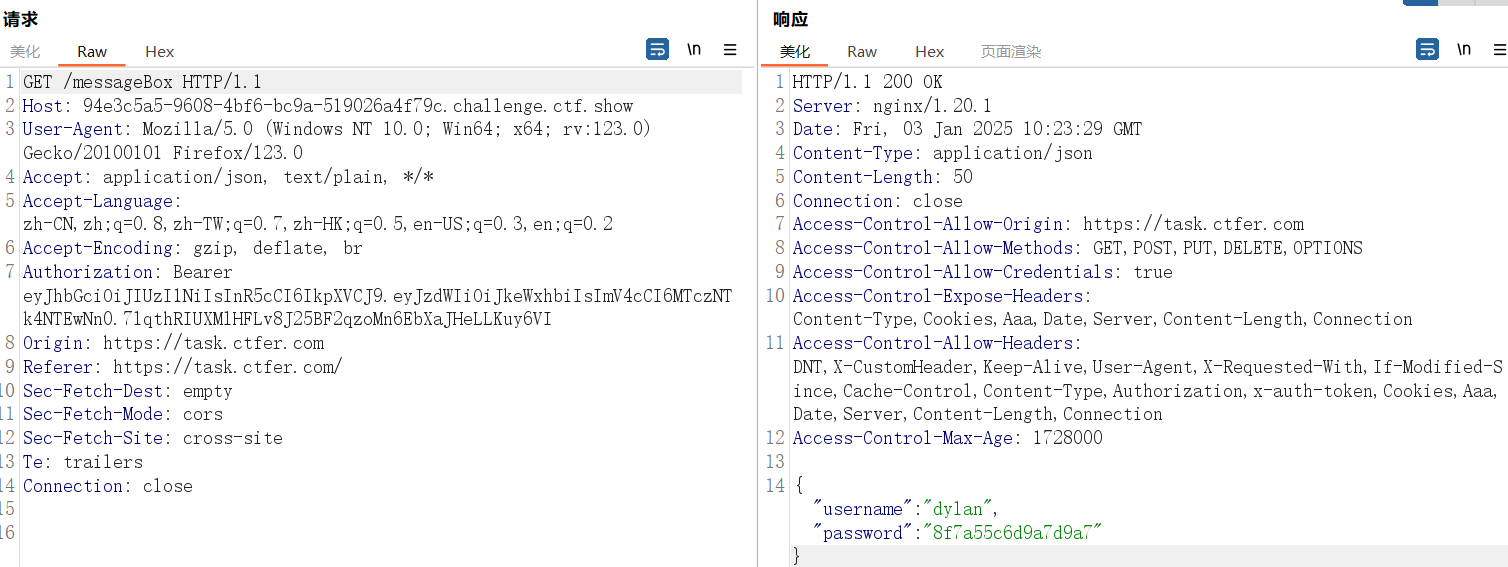 请求
美化 Raw Hex \n
1 GET /messageBox HTTP/1.1
2 Host: 94e3c5a5-9608-4bf6-bc9a-519026a4f79c.challenge.ctf.show
3 User-Agent: Mozilla/5.0 (Windows NT 10.0; Win64; x64; rv:123.0)
Gecko/20100101 Firefox/123.0
4 Accept: application/json, text/plain, */*
5 Accept-Language:
zh-CN,zh;q=0.8,zh-TW;q=0.7,zh-HK;q=0.5,en-US;q=0.3,en;q=0.2
6 Accept-Encoding: gzip, deflate, br
7 Authorization: Bearer
eyJhbGciOiJIUzI1NiIsInR5cCI6IkpXVCJ9.eyJzdWIiOiJkeWxhbiIsImV4cCI6MTczNT
k4NTEwNn0.7lqthRIUXMlHFLv8J25BF2qzoMn6EbXaJHeLLKuy6VI
8 Origin: https://task.ctfer.com
9 Referer: https://task.ctfer.com/
10 Sec-Fetch-Dest: empty
11 Sec-Fetch-Mode: cors
12 Sec-Fetch-Site: cross-site
13 Te: trailers
14 Connection: close
15
16
响应
美化 Raw Hex 页面渲染 \n
1 HTTP/1.1 200 OK
2 Server: nginx/1.20.1
3 Date: Fri, 03 Jan 2025 10:23:29 GMT
4 Content-Type: application/json
5 Content-Length: 50
6 Connection: close
7 Access-Control-Allow-Origin: https://task.ctfer.com
8 Access-Control-Allow-Methods: GET,POST,PUT,DELETE,OPTIONS
9 Access-Control-Allow-Credentials: true
10 Access-Control-Expose-Headers:
Content-Type,Cookies,Aaa,Date,Server,Content-Length,Connection
11 Access-Control-Allow-Headers:
DNT,X-CustomHeader,Keep-Alive,User-Agent,X-Requested-With,If-Modified-S
ince,Cache-Control,Content-Type,Authorization,x-auth-token,Cookies,Aaa,
Date,Server,Content-Length,Connection
12 Access-Control-Max-Age: 1728000
13
14 {
"username":"dylan",
"password":"8f7a55c6d9a7d9a7"
}